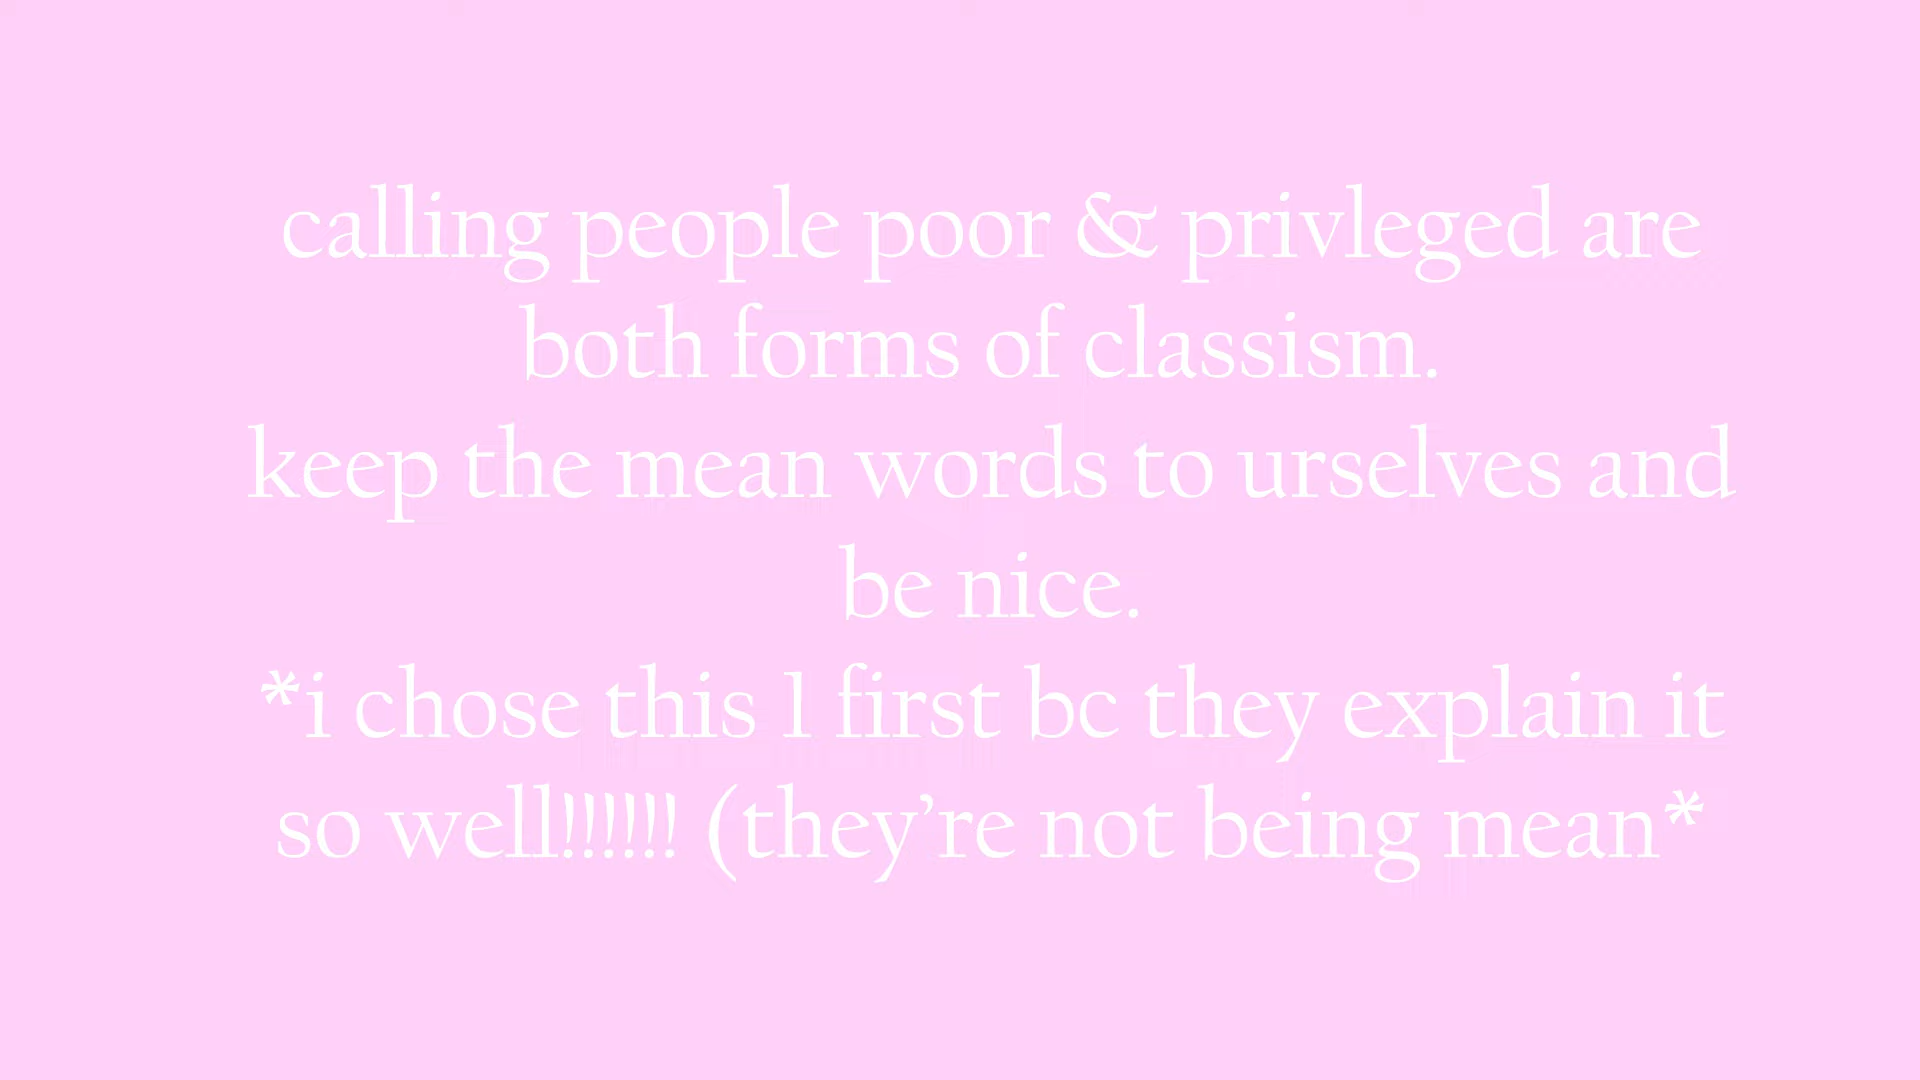 calling people poor & privleged are
both forms of classism.
keep the mean words to urselves and
be nice.
*i chose this 1 first bc they explain it
so well!!!!!! (they're not being mean*